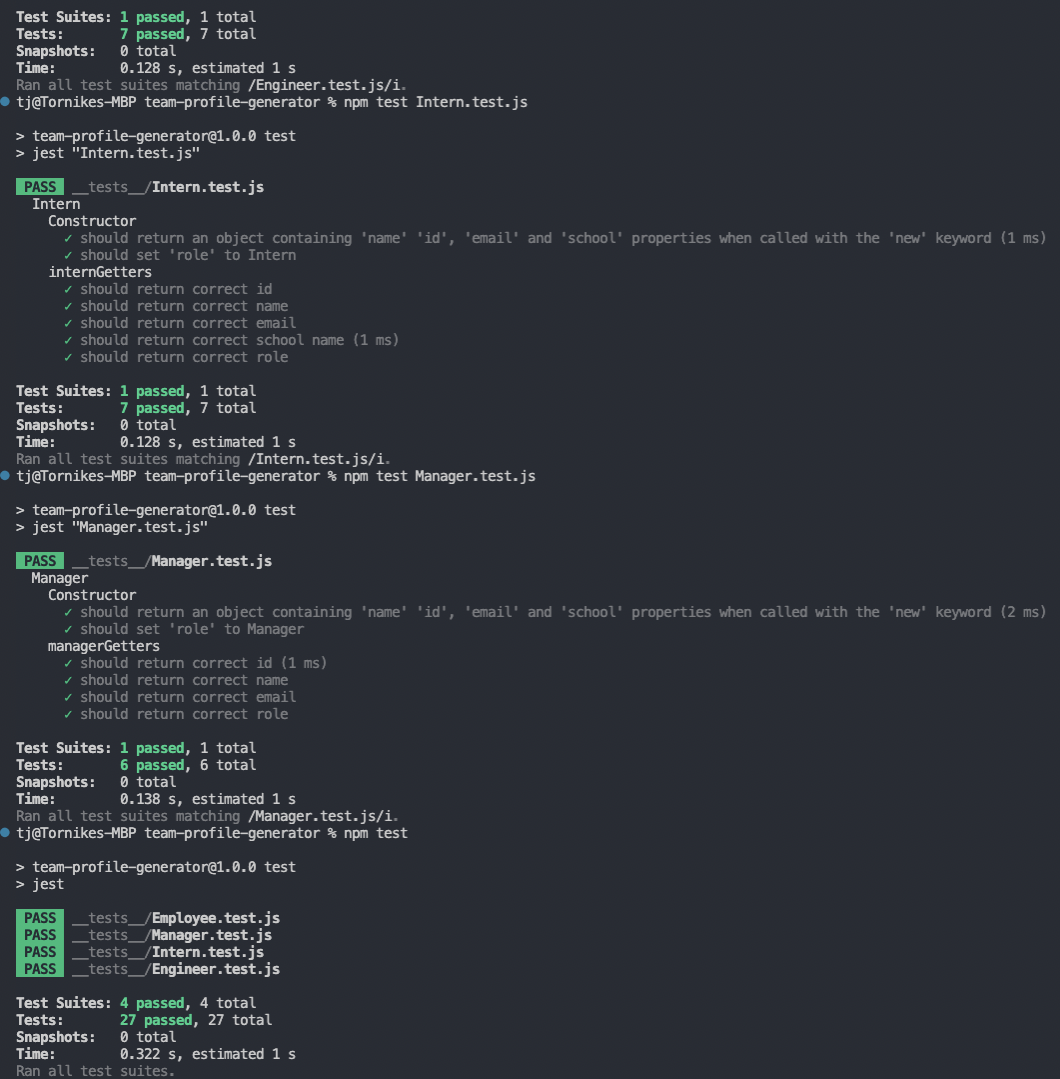 Test Suites: 1 passed, 1 total
Tests:       7 passed, 7 total
Snapshots:   0 total
Time:        0.128 s, estimated 1 s
Ran all test suites matching /Engineer.test.js/i.
tj@Tornikes-MBP team-profile-generator % npm test Intern.test.js
> team-profile-generator@1.0.0 test
> jest "Intern.test.js"
PASS __tests__/Intern.test.js
Intern
Constructor
✓ should return an object containing 'name' 'id', 'email' and 'school' properties when called with the 'new' keyword (1 ms)
✓ should set 'role' to Intern
internGetters
✓ should return correct id
✓ should return correct name
✓ should return correct email
✓ should return correct school name (1 ms)
✓ should return correct role
Test Suites: 1 passed, 1 total
Tests:       7 passed, 7 total
Snapshots:   0 total
Time:        0.128 s, estimated 1 s
Ran all test suites matching /Intern.test.js/i.
tj@Tornikes-MBP team-profile-generator % npm test Manager.test.js
> team-profile-generator@1.0.0 test
> jest "Manager.test.js"
PASS __tests__/Manager.test.js
Manager
Constructor
✓ should return an object containing 'name' 'id', 'email' and 'school' properties when called with the 'new' keyword (2 ms)
✓ should set 'role' to Manager
managerGetters
✓ should return correct id (1 ms)
✓ should return correct name
✓ should return correct email
✓ should return correct role
Test Suites: 1 passed, 1 total
Tests:       6 passed, 6 total
Snapshots:   0 total
Time:        0.138 s, estimated 1 s
Ran all test suites matching /Manager.test.js/i.
tj@Tornikes-MBP team-profile-generator % npm test
> team-profile-generator@1.0.0 test
> jest
PASS __tests__/Employee.test.js
PASS __tests__/Manager.test.js
PASS __tests__/Intern.test.js
PASS __tests__/Engineer.test.js
Test Suites: 4 passed, 4 total
Tests:       27 passed, 27 total
Snapshots:   0 total
Time:        0.322 s, estimated 1 s
Ran all test suites.